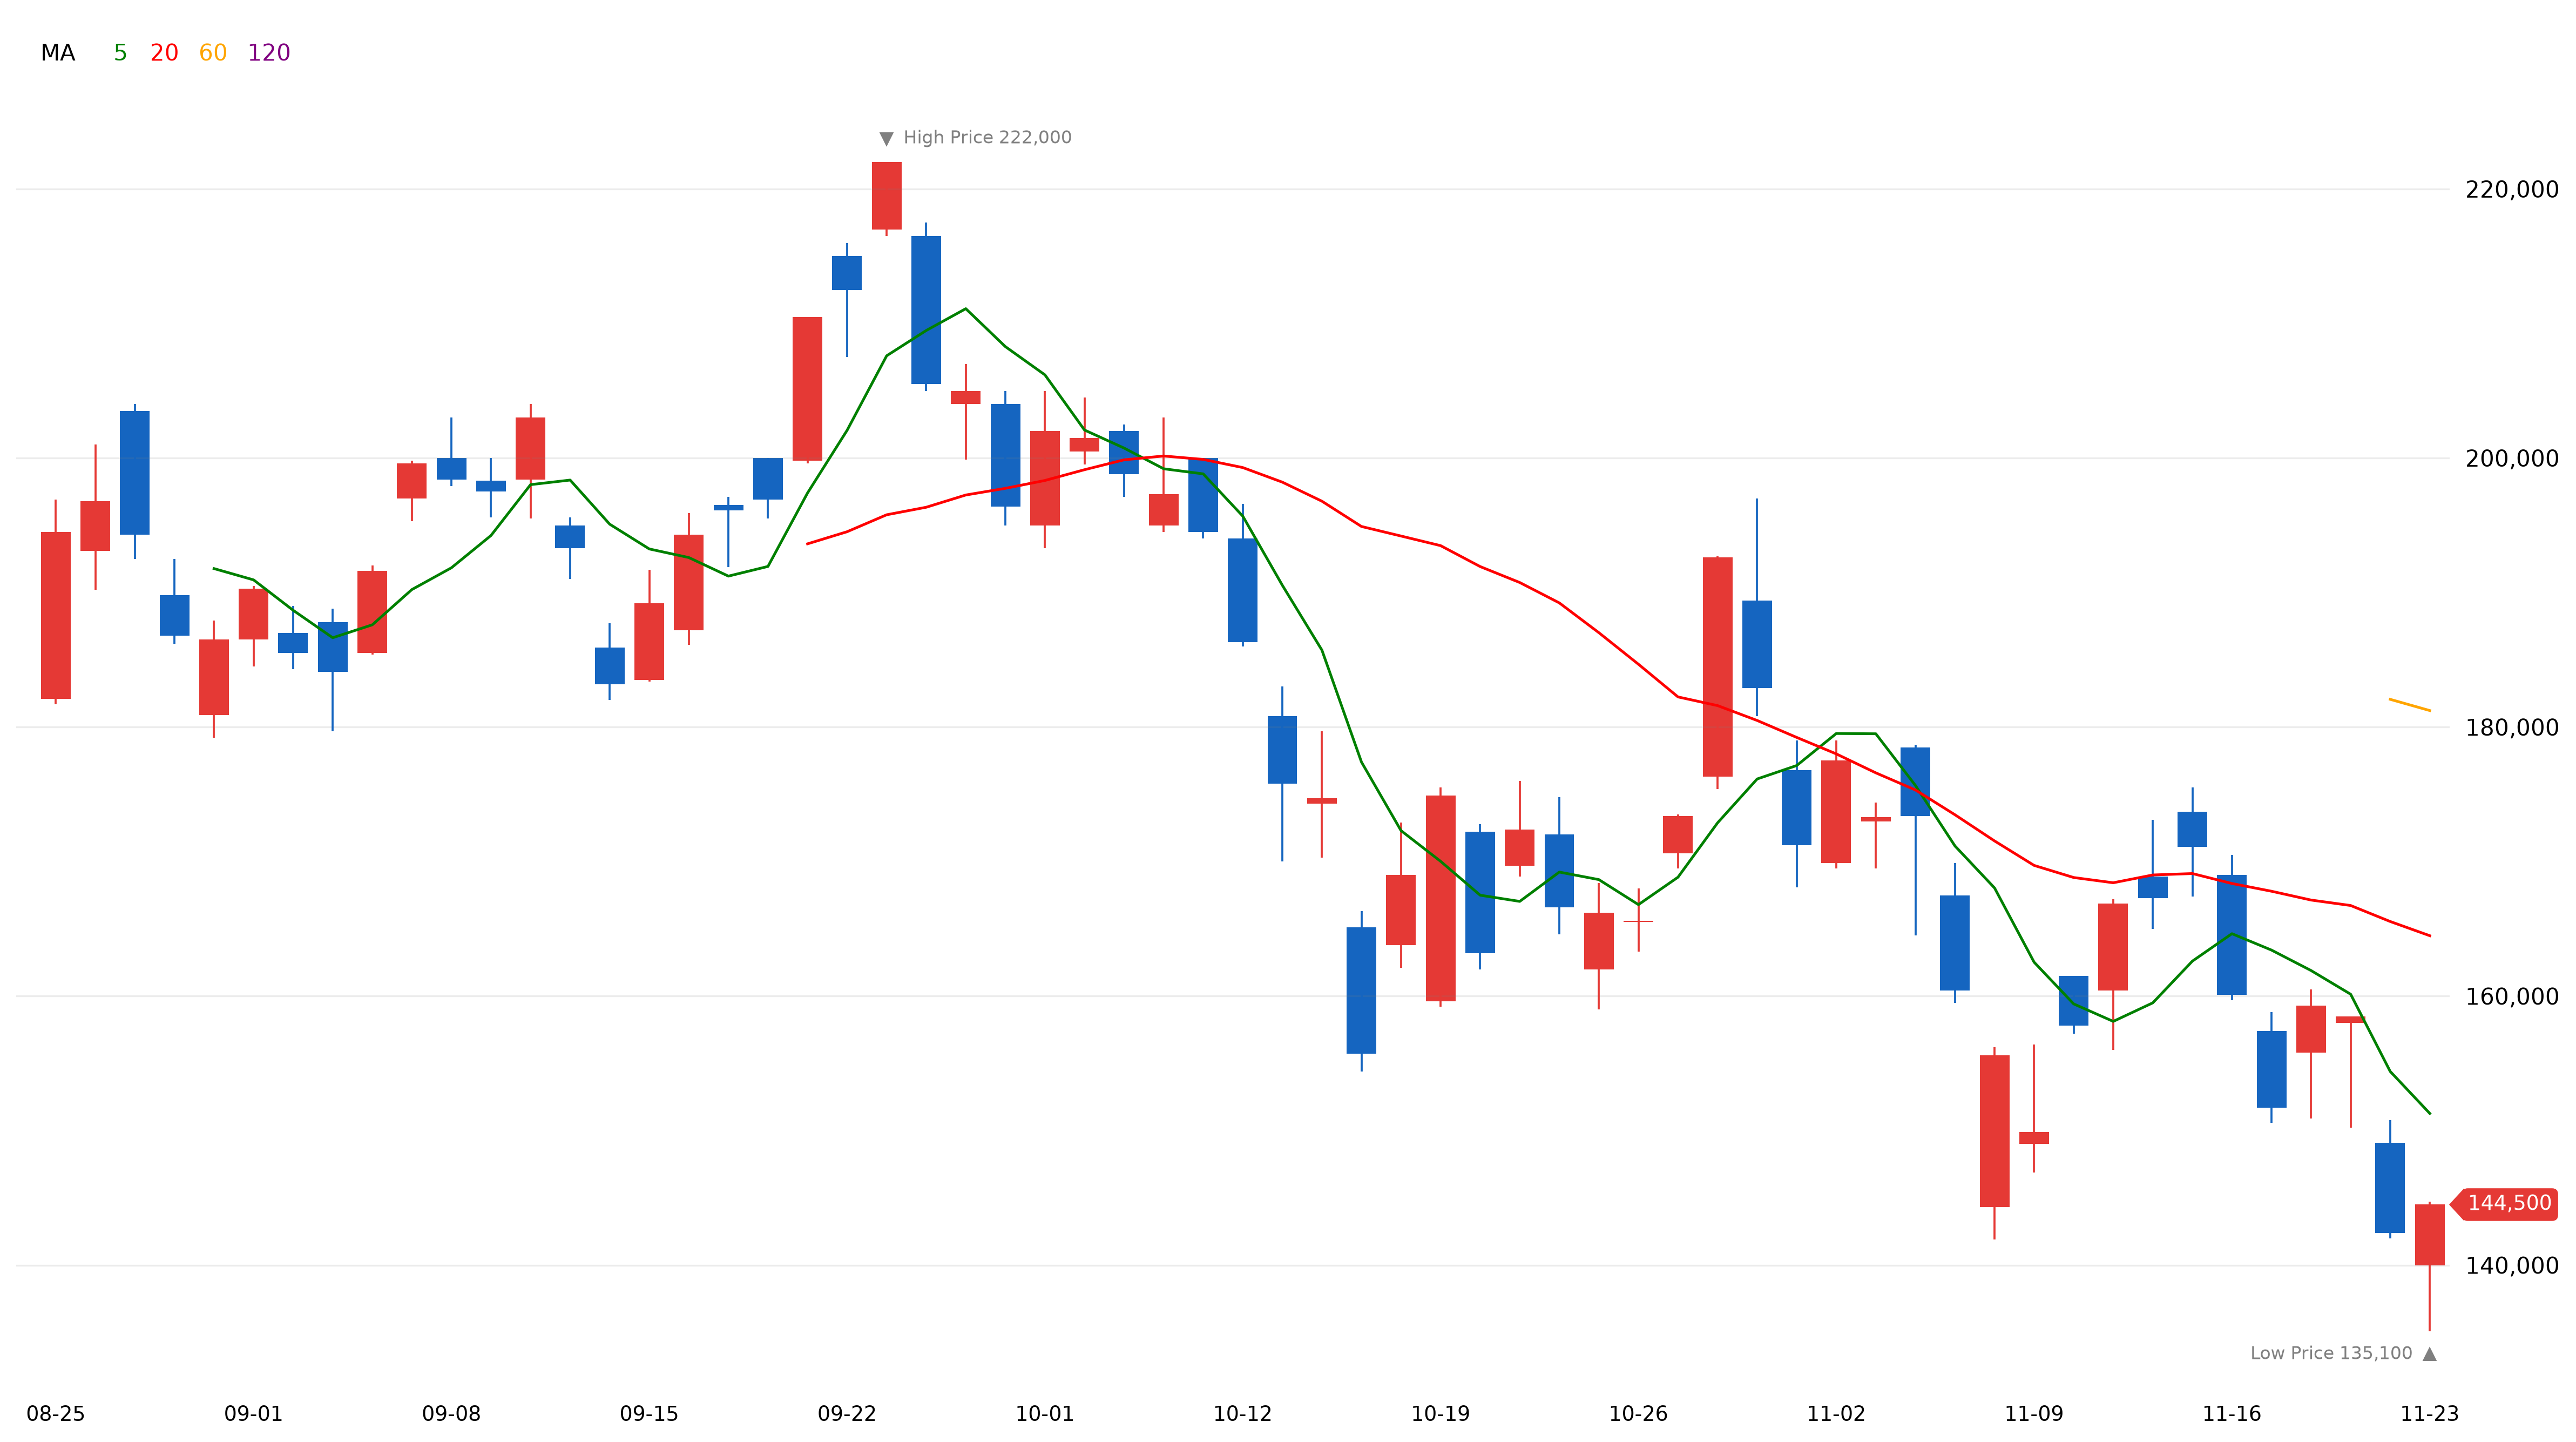 MA 5 20 60 120
▼ High Price 222,000
220,000
200,000
180,000
160,000
144,500
140,000
Low Price 135,100 ▲
08-25 09-01 09-08 09-15 09-22 10-01 10-12 10-19 10-26 11-02 11-09 11-16 11-23